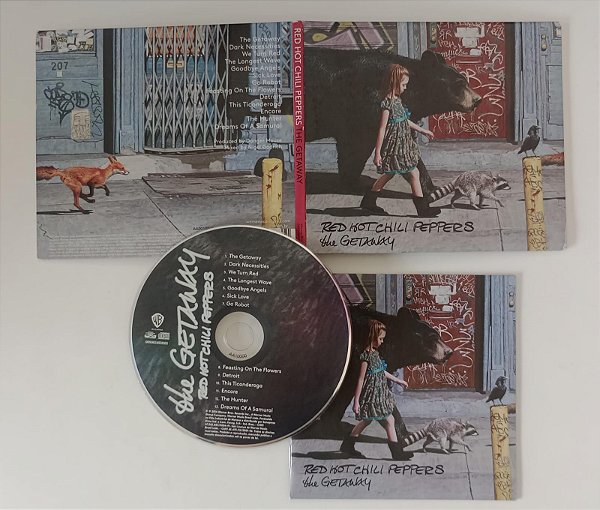 207
The Getaway
Dark Necessities
We Turn Red
The Longest Wave
Goodbye Angels
Sick Love
Go Robot
Feasting On The Flowers
Detroit
This Ticonderoga
Encore
The Hunter
Dreams Of A Samurai
Produced by Danger Mouse
RED HOT CHILI PEPPERS THE GETAWAY
RED HOT CHILI PEPPERS
the GETAWAY
the GETAWAY
RED HOT CHILI PEPPERS
1. The Getaway
2. Dark Necessities
3. We Turn Red
4. The Longest Wave
5. Goodbye Angels
6. Sick Love
7. Go Robot
8. Feasting On The Flowers
9. Detroit
10. This Ticonderoga
11. Encore
12. The Hunter
13. Dreams Of A Samurai
RED HOT CHILI PEPPERS
the GETAWAY